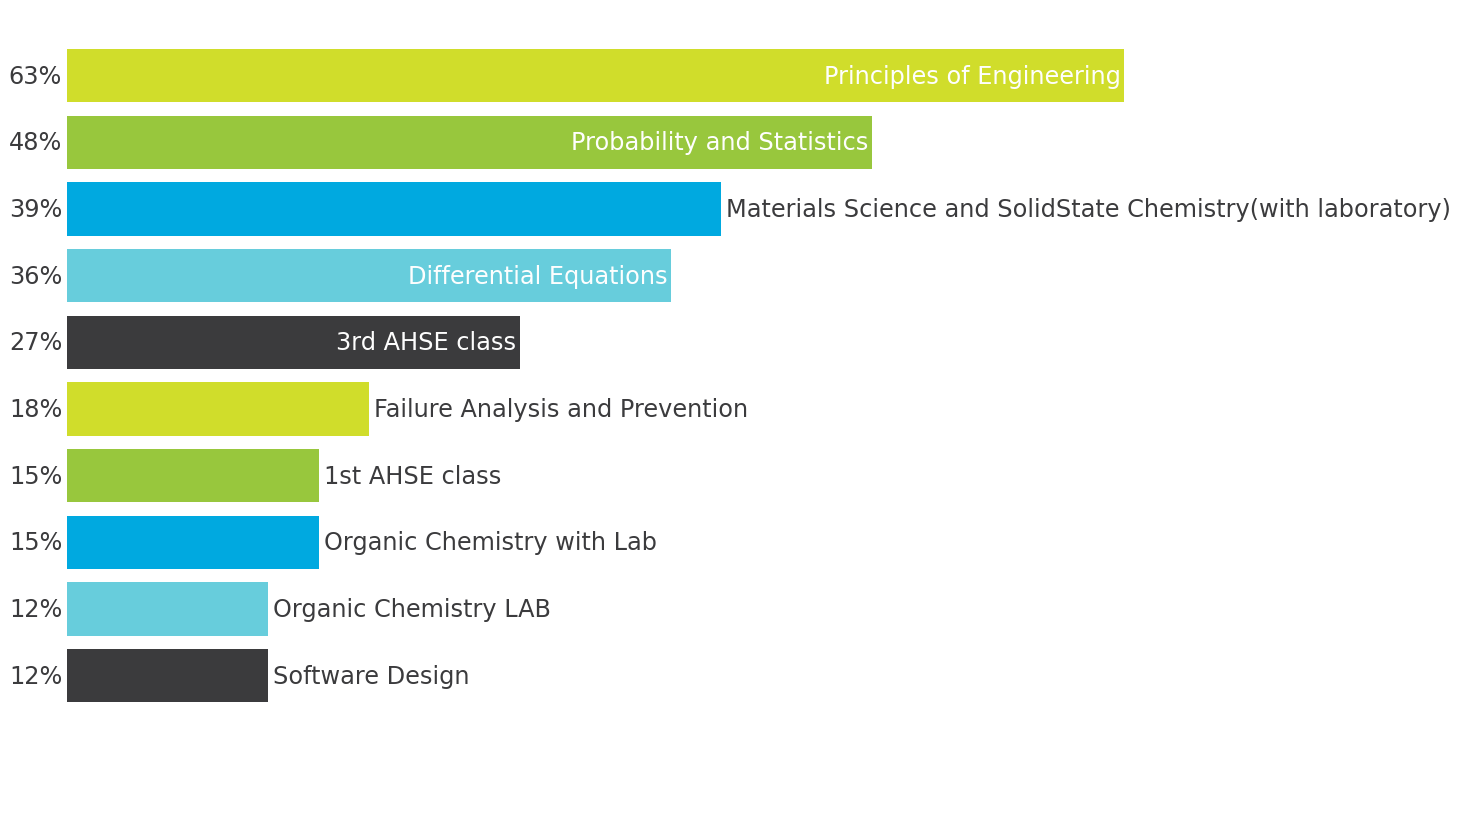 63% Principles of Engineering
48% Probability and Statistics
39% Materials Science and SolidState Chemistry(with laboratory)
36% Differential Equations
27% 3rd AHSE class
18% Failure Analysis and Prevention
15% 1st AHSE class
15% Organic Chemistry with Lab
12% Organic Chemistry LAB
12% Software Design